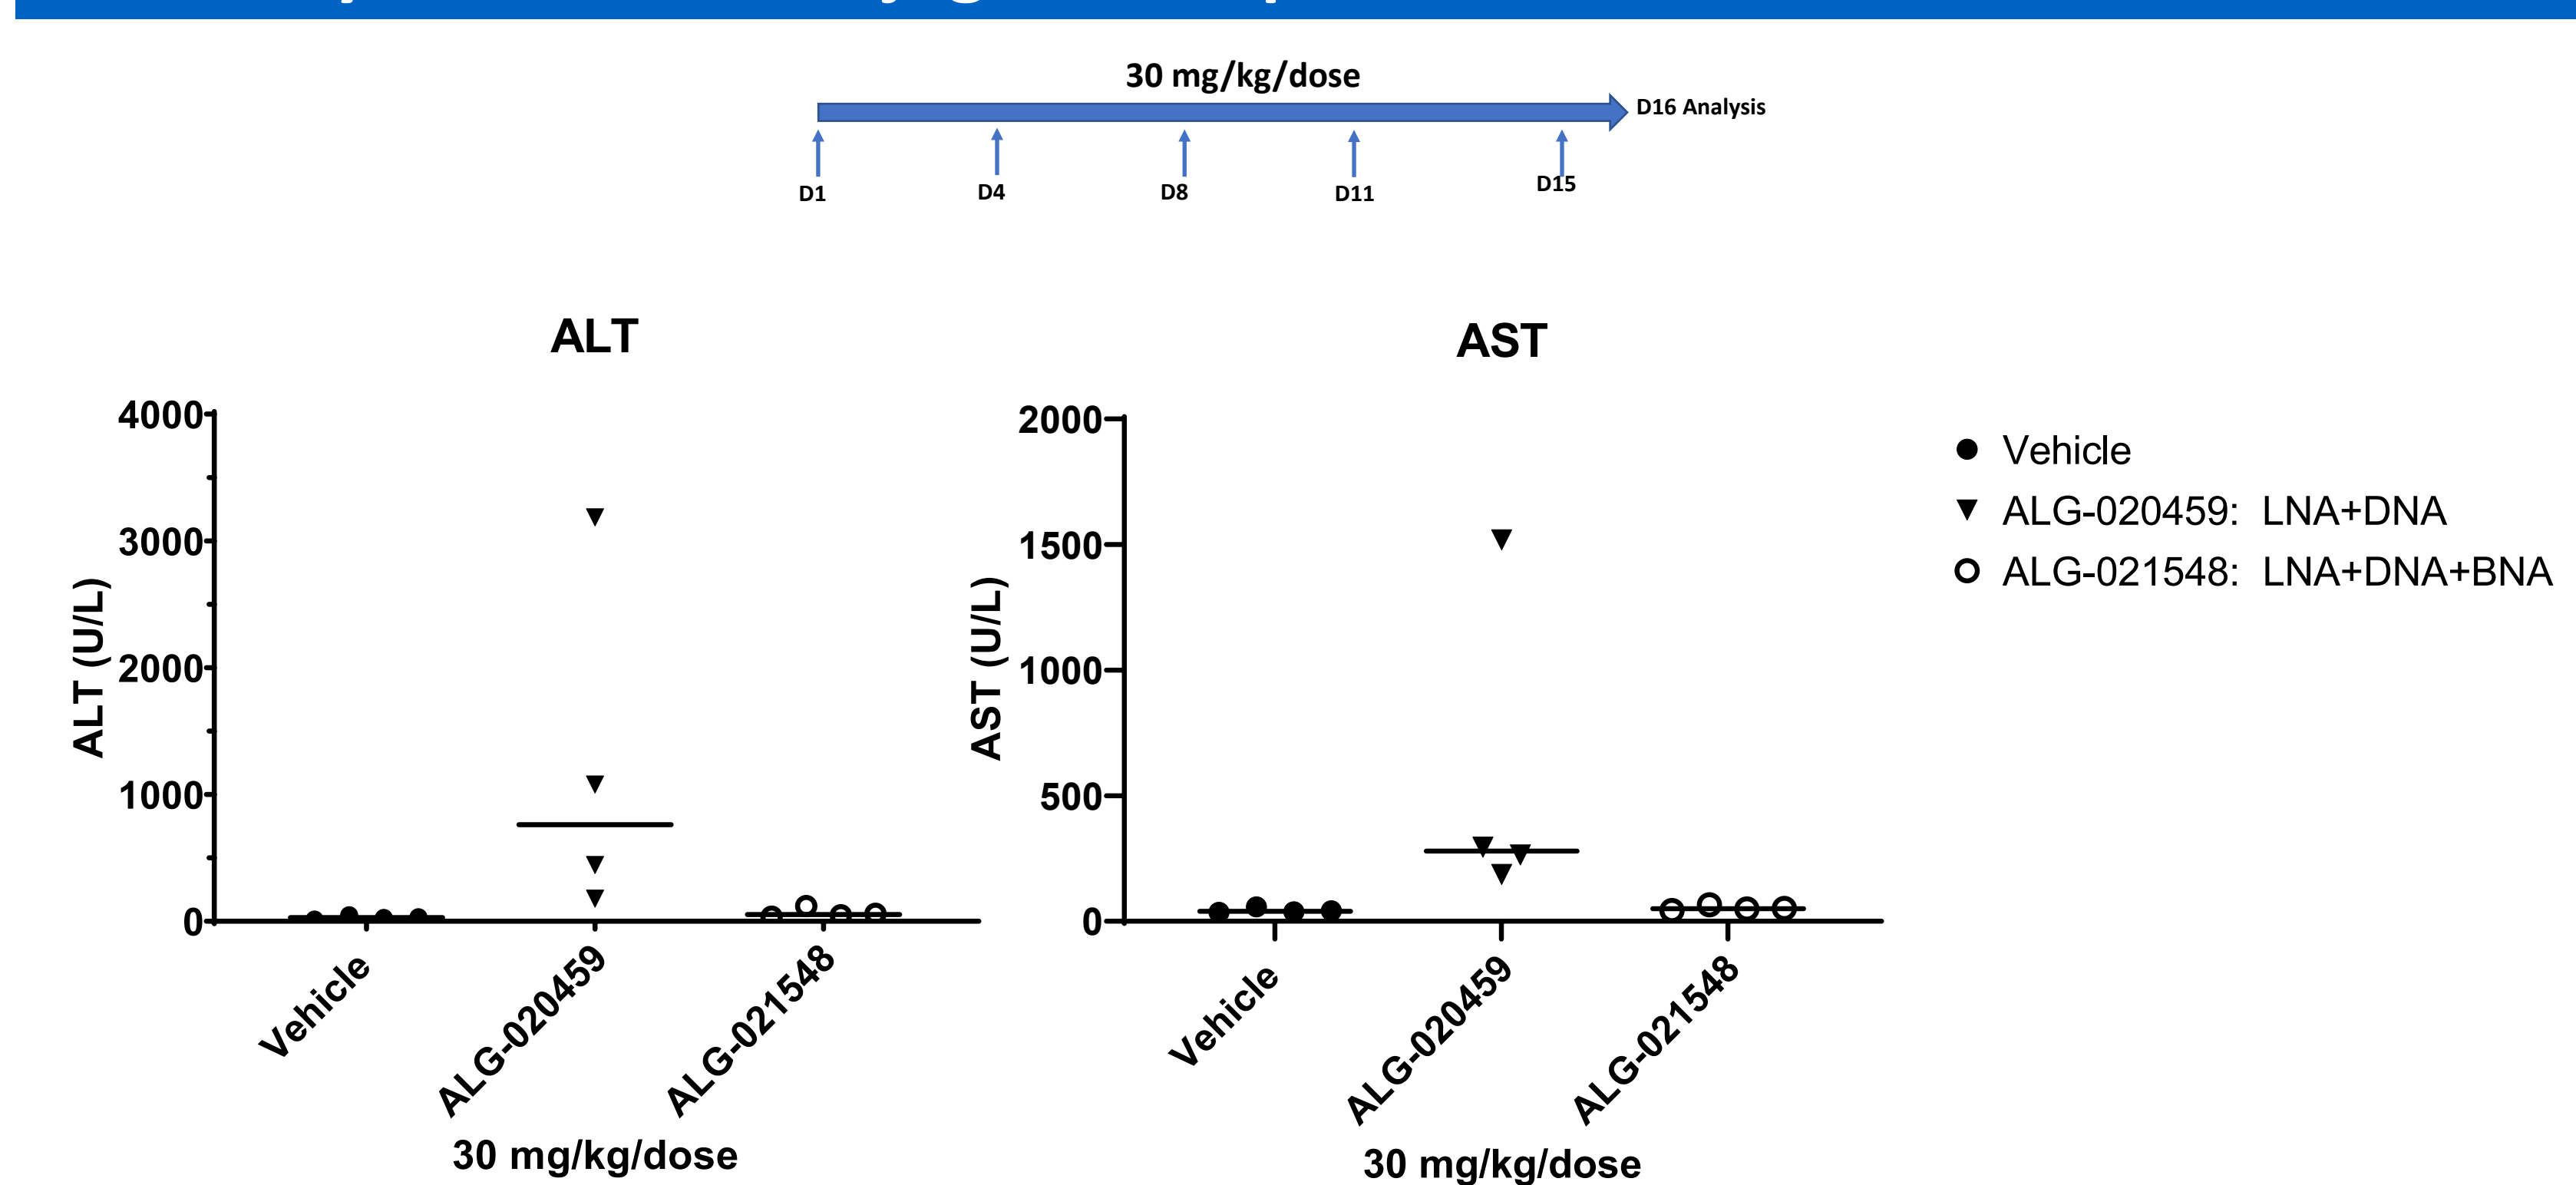 30 mg/kg/dose
D16 Analysis
D1
D4
D8
D11
D15
ALT
ALT (U/L)
4000
3000
2000
1000
0
Vehicle
ALG-020459
ALG-021548
30 mg/kg/dose
AST
AST (U/L)
2000
1500
1000
500
0
Vehicle
ALG-020459
ALG-021548
30 mg/kg/dose
Vehicle
ALG-020459: LNA+DNA
ALG-021548: LNA+DNA+BNA